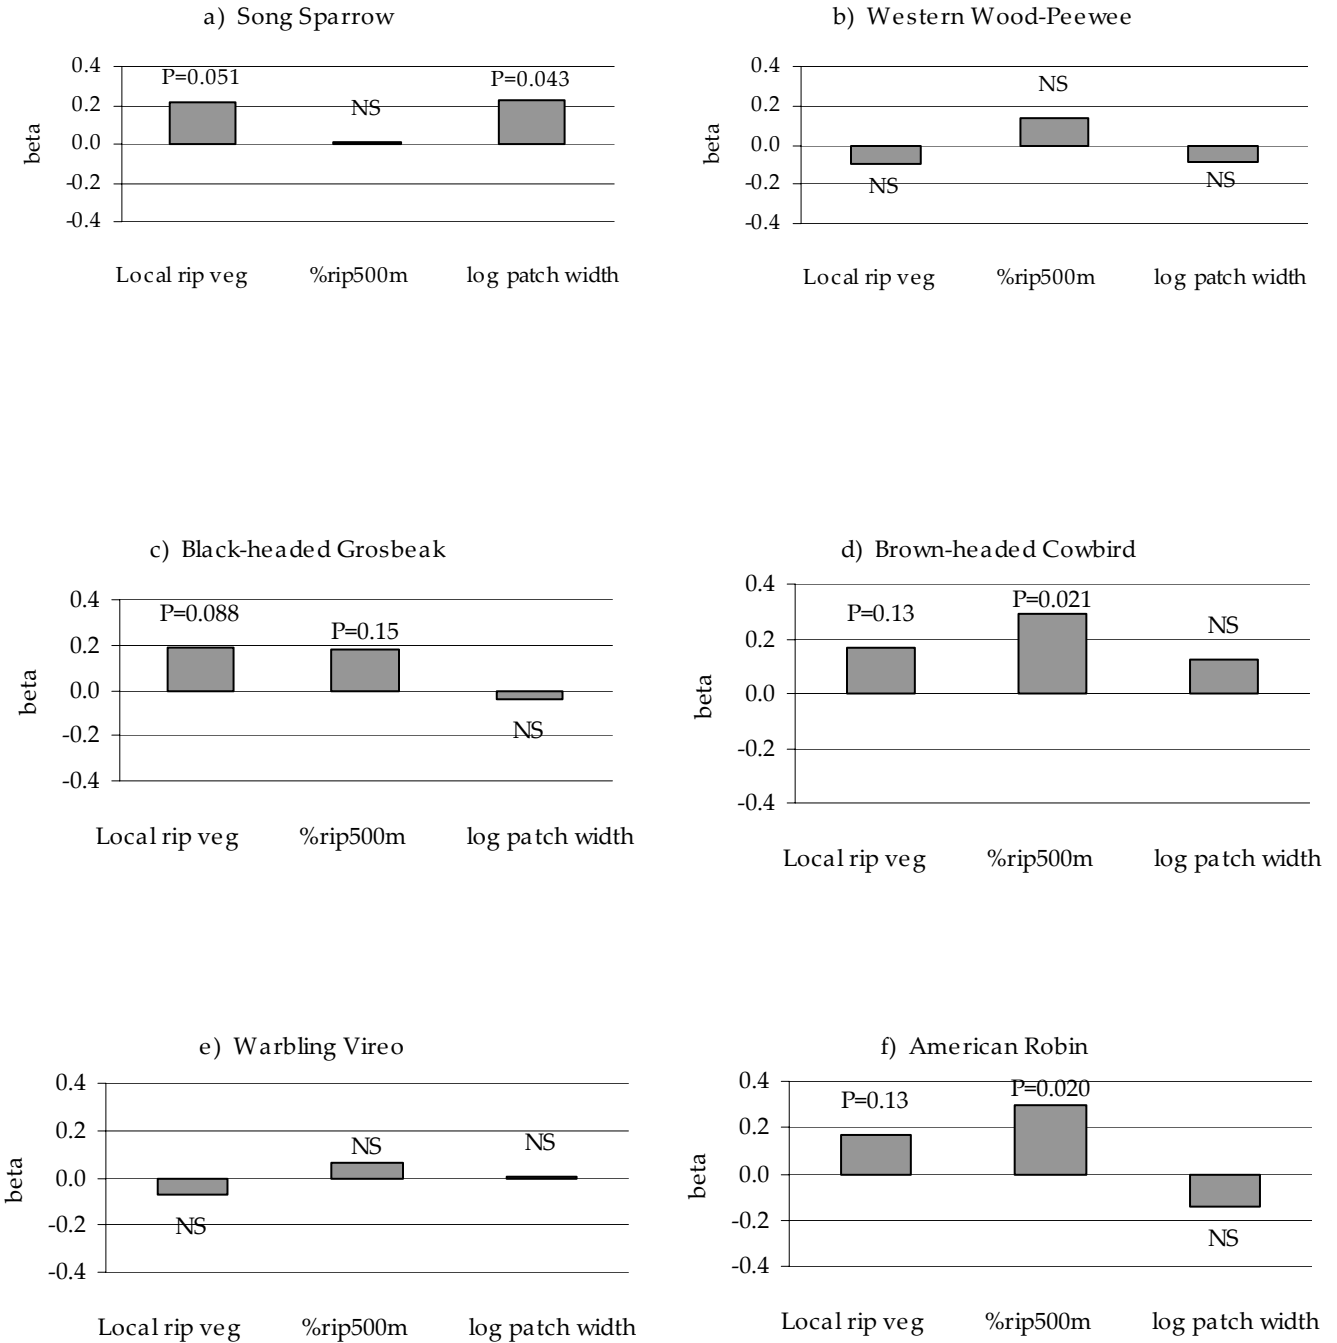 a) Song Sparrow
0.4
0.2
0.0
-0.2
-0.4
beta
P=0.051
NS
P=0.043
Local rip veg %rip500m log patch width
b) Western Wood-Peewee
0.4
0.2
0.0
-0.2
-0.4
beta
NS
NS
NS
Local rip veg %rip500m log patch width
c) Black-headed Grosbeak
0.4
0.2
0.0
-0.2
-0.4
beta
P=0.088
P=0.15
NS
Local rip veg %rip500m log patch width
d) Brown-headed Cowbird
0.4
0.2
0.0
-0.2
-0.4
beta
P=0.13
P=0.021
NS
Local rip veg %rip500m log patch width
e) Warbling Vireo
0.4
0.2
0.0
-0.2
-0.4
beta
NS
NS
NS
Local rip veg %rip500m log patch width
f) American Robin
0.4
0.2
0.0
-0.2
-0.4
beta
P=0.13
P=0.020
NS
Local rip veg %rip500m log patch width